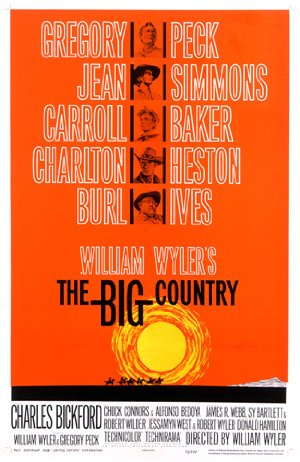 GREGORY PECK
JEAN SIMMONS
CARROLL BAKER
CHARLTON HESTON
BURL IVES
WILLIAM WYLER'S
THE BIG COUNTRY
CHARLES BICKFORD
CHUCK CONNORS & ALFONSO BEDOYA JAMES R. WEBB, SY BARTLETT &
ROBERT WILDER JESSAMYN WEST & ROBERT WYLER DONALD HAMILTON
WILLIAM WYLER & GREGORY PECK TECHNICOLOR® TECHNIRAMA® DIRECTED BY WILLIAM WYLER